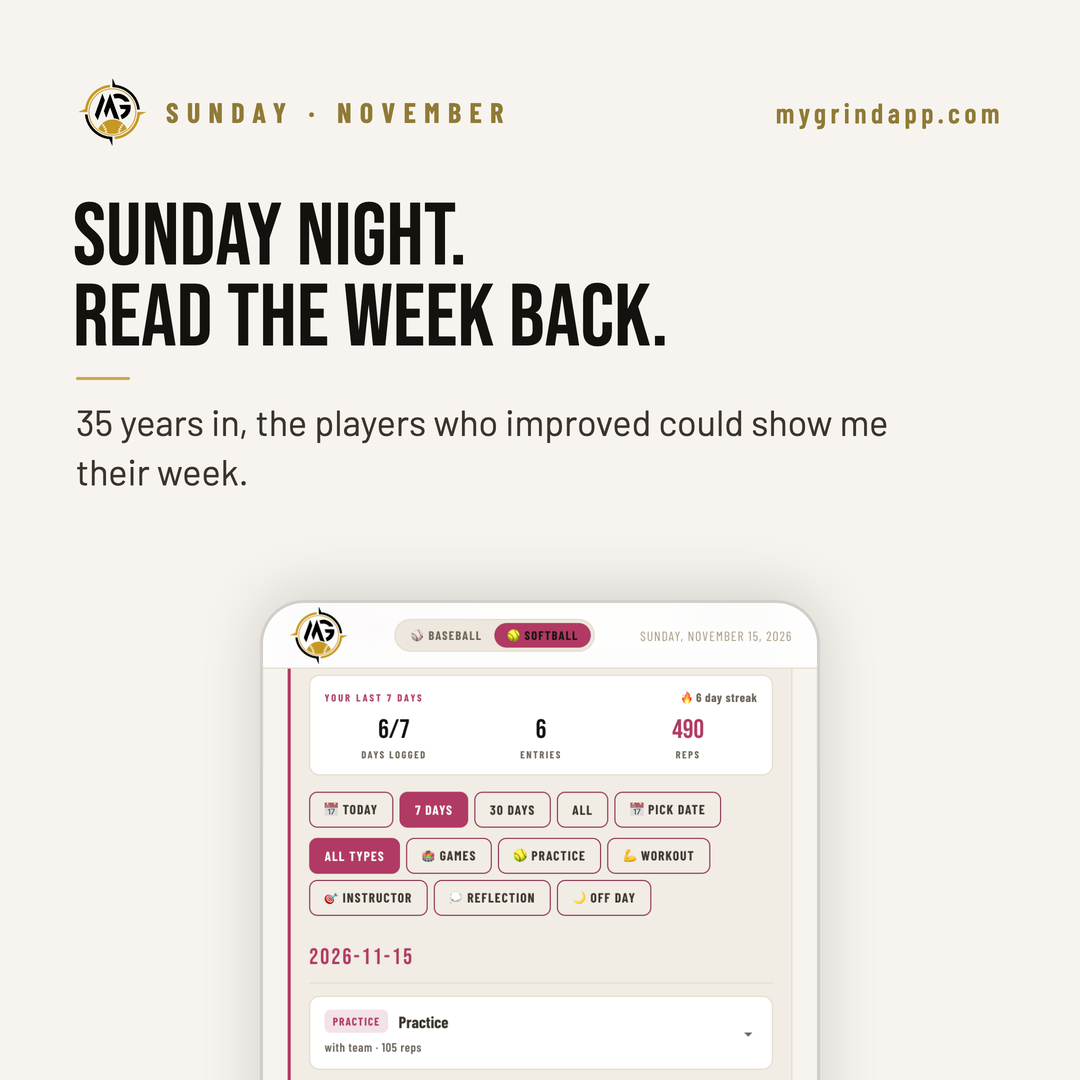 MG SUNDAY · NOVEMBER mygrindapp.com
SUNDAY NIGHT.
READ THE WEEK BACK.
35 years in, the players who improved could show me
their week.
MG ⚾ BASEBALL 🥎 SOFTBALL SUNDAY, NOVEMBER 15, 2026
YOUR LAST 7 DAYS 🔥 6 day streak
6/7 6 490
DAYS LOGGED ENTRIES REPS
📅 TODAY 7 DAYS 30 DAYS ALL 📅 PICK DATE
ALL TYPES 🏟️ GAMES 🥎 PRACTICE 💪 WORKOUT
🎯 INSTRUCTOR 💭 REFLECTION 🌙 OFF DAY
2026-11-15
PRACTICE Practice
with team · 105 reps